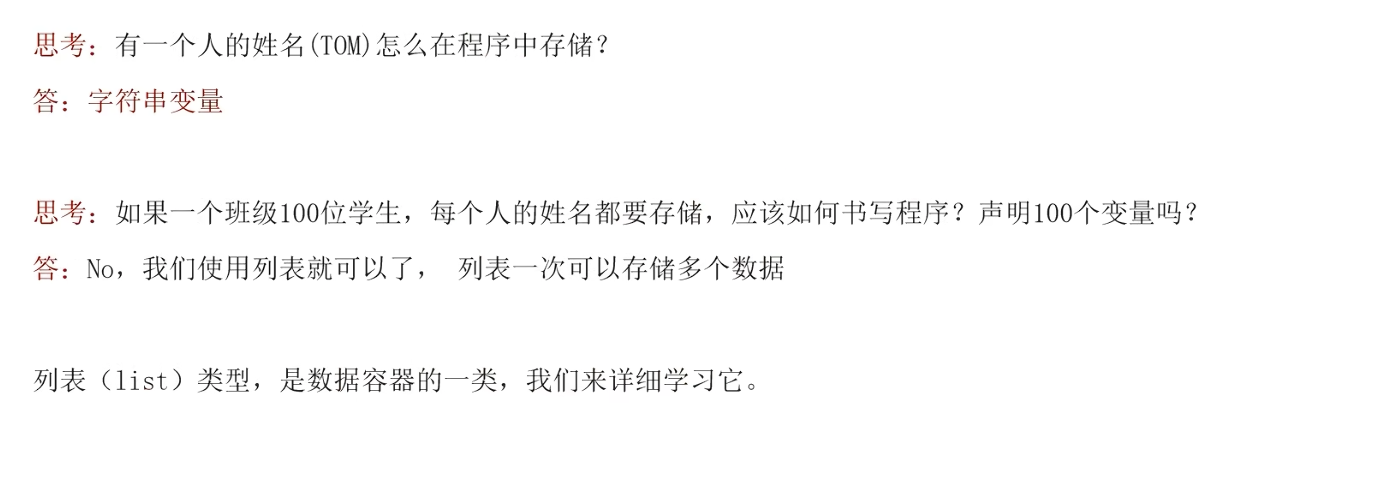 思考：有一个人的姓名(TOM)怎么在程序中存储？
答：字符串变量
思考：如果一个班级100位学生，每个人的姓名都要存储，应该如何书写程序？声明100个变量吗？
答：No，我们使用列表就可以了， 列表一次可以存储多个数据
列表（list）类型，是数据容器的一类，我们来详细学习它。